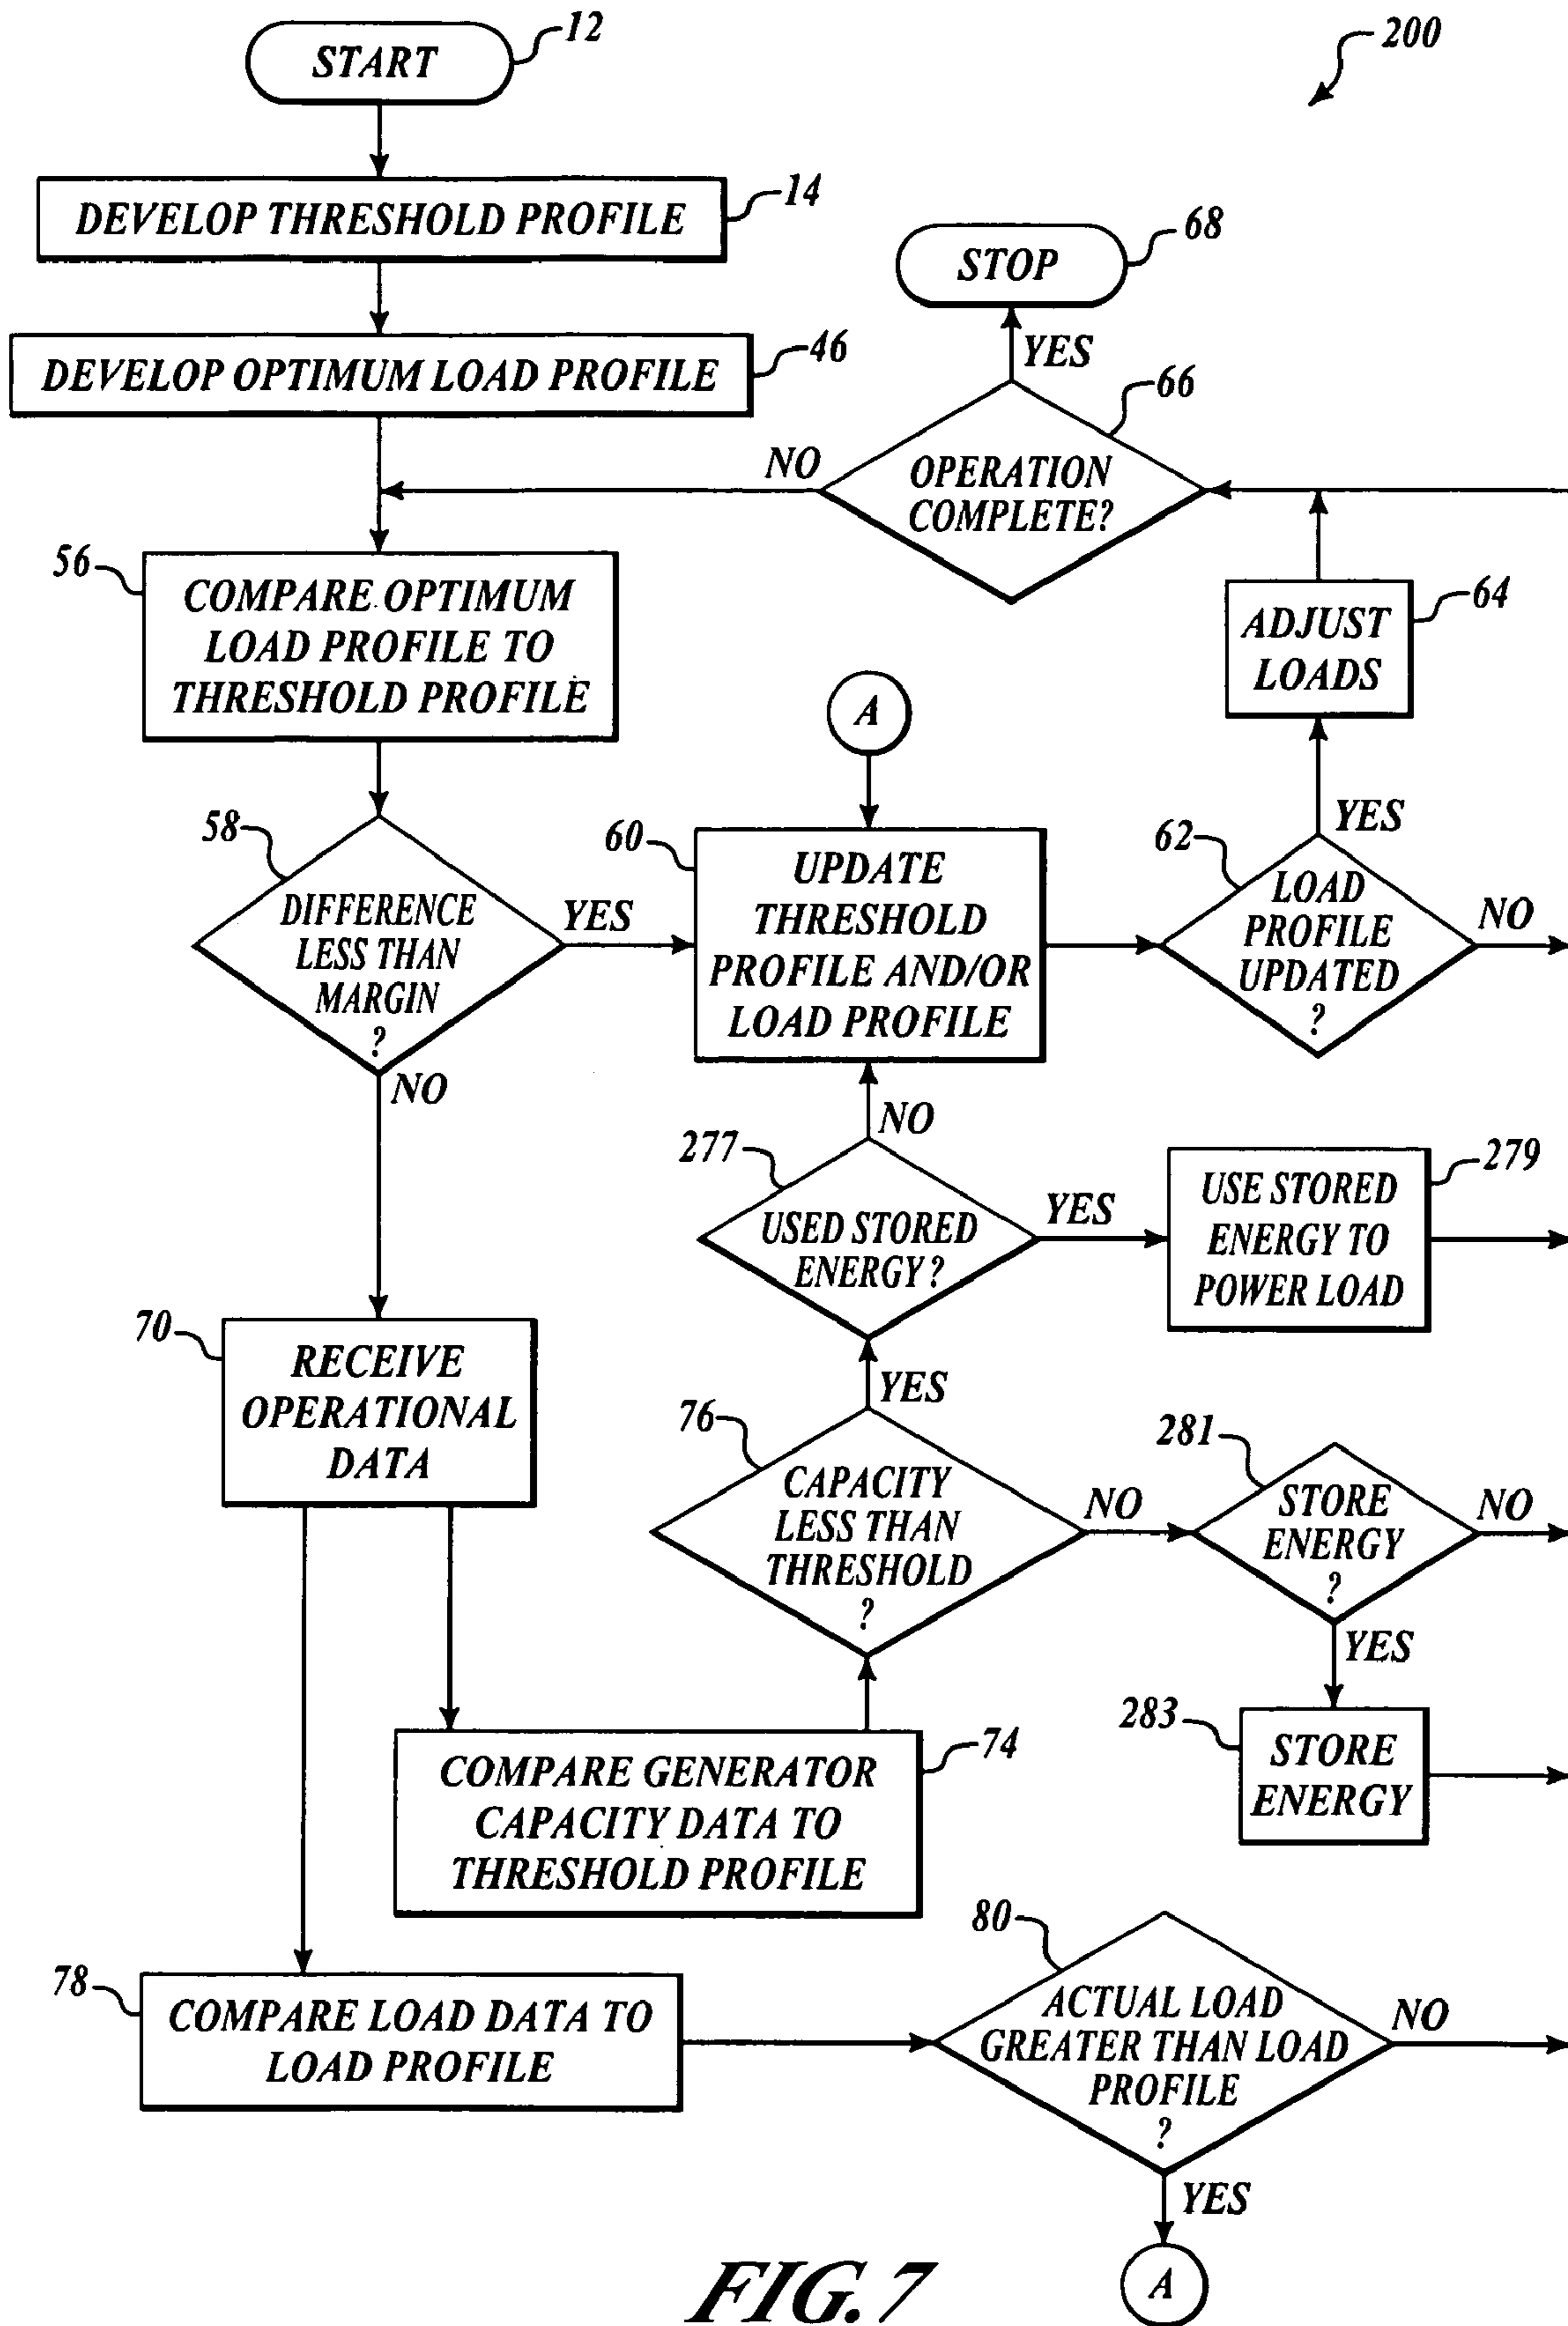 200
START
12
DEVELOP THRESHOLD PROFILE
14
DEVELOP OPTIMUM LOAD PROFILE
46
STOP
68
YES
66
OPERATION
COMPLETE?
NO
56
COMPARE OPTIMUM
LOAD PROFILE TO
THRESHOLD PROFILE
ADJUST
LOADS
64
A
58
DIFFERENCE
LESS THAN
MARGIN
?
YES
NO
60
UPDATE
THRESHOLD
PROFILE AND/OR
LOAD PROFILE
62
LOAD
PROFILE
UPDATED
?
YES
NO
NO
277
USED STORED
ENERGY?
YES
279
USE STORED
ENERGY TO
POWER LOAD
70
RECEIVE
OPERATIONAL
DATA
YES
76
CAPACITY
LESS THAN
THRESHOLD
?
NO
281
STORE
ENERGY
?
NO
YES
283
STORE
ENERGY
COMPARE GENERATOR
CAPACITY DATA TO
THRESHOLD PROFILE
74
78
COMPARE LOAD DATA TO
LOAD PROFILE
80
ACTUAL LOAD
GREATER THAN LOAD
PROFILE
?
NO
YES
A
FIG. 7